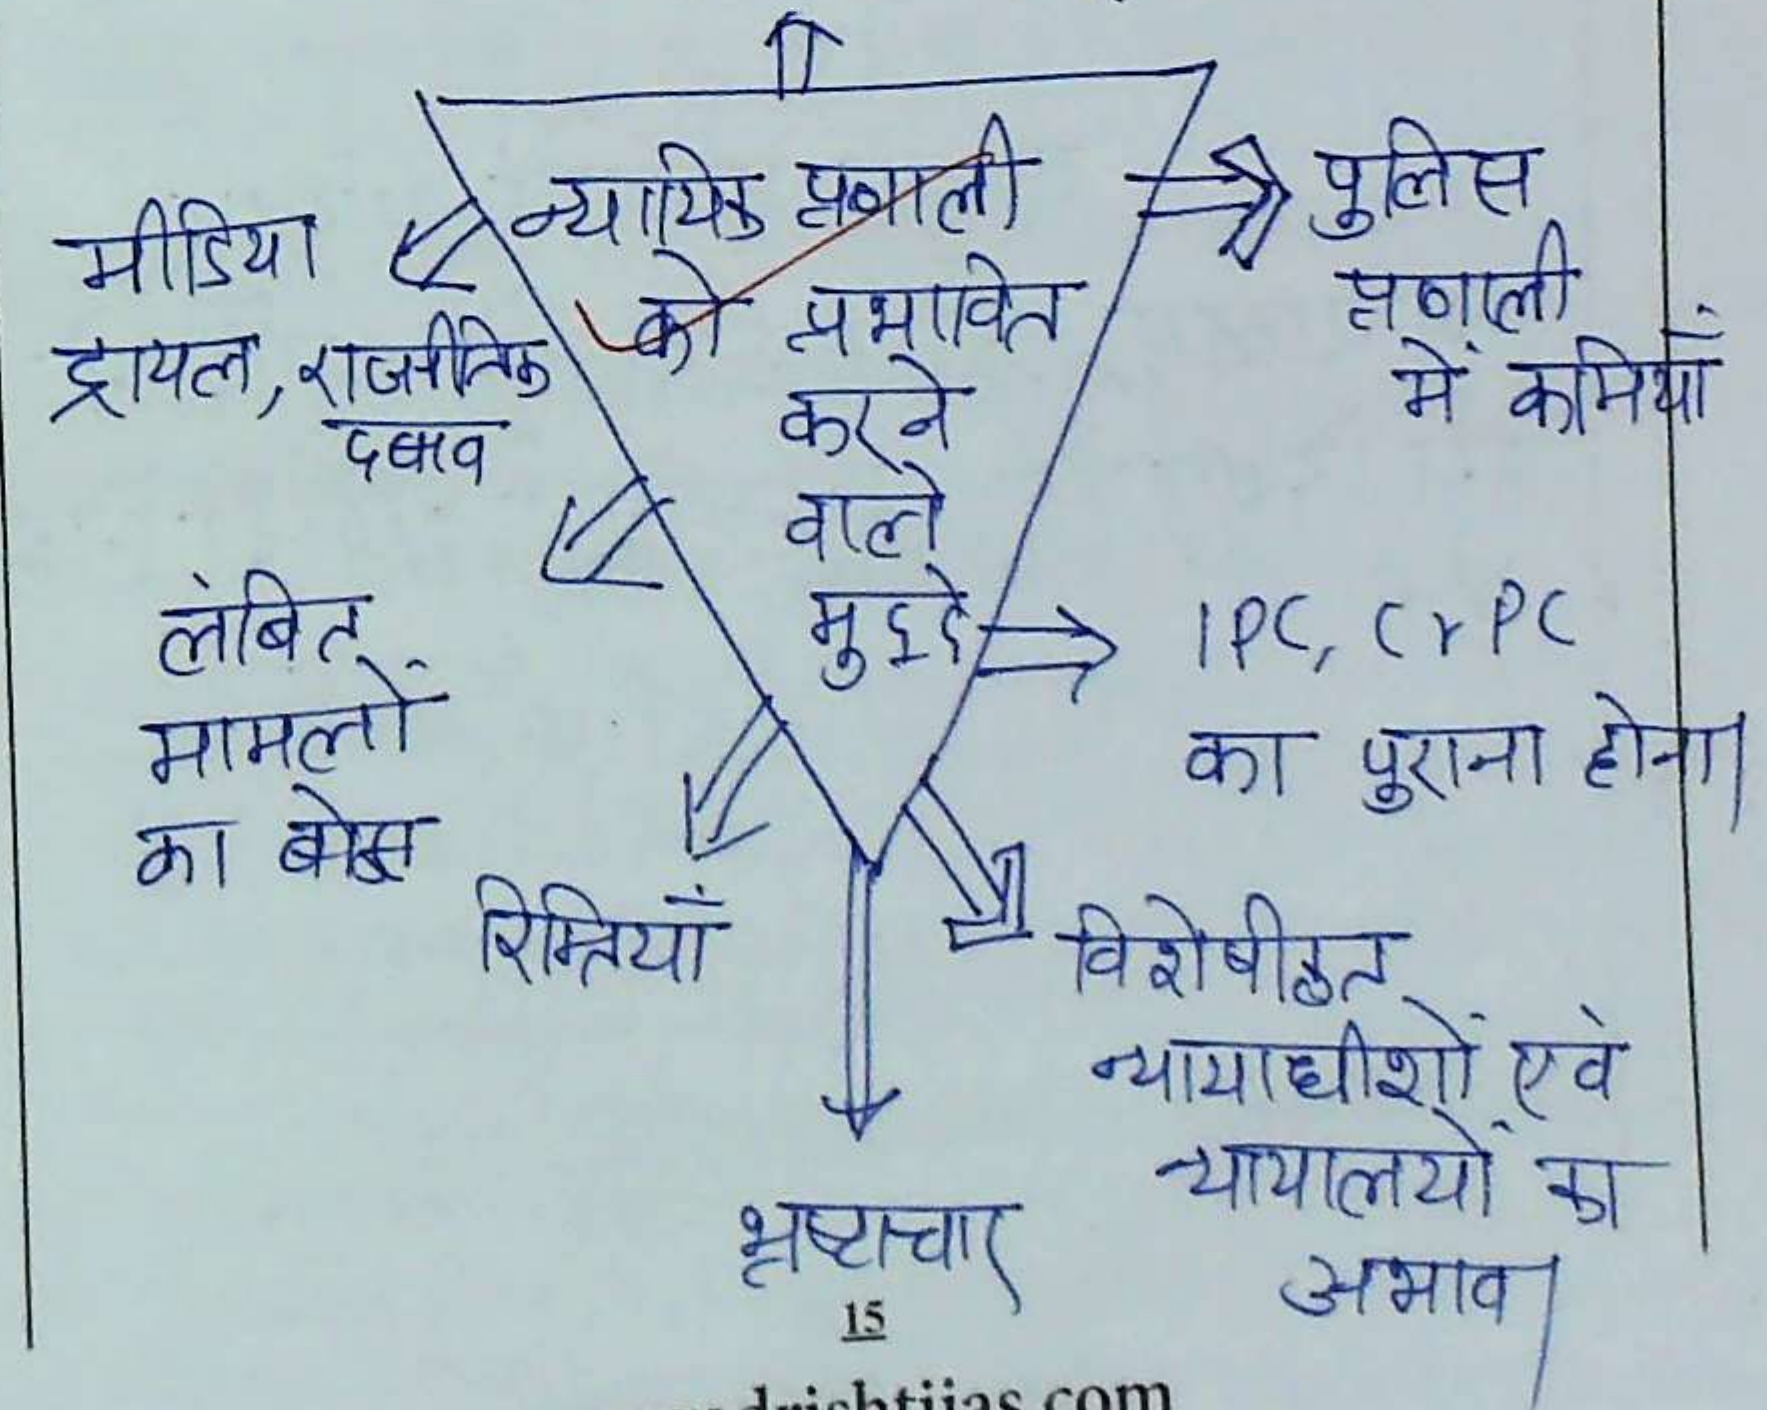 न्यायिक प्रणाली
को प्रभावित
करने
वाले
मुद्दे
पुलिस
प्रणाली
में कमियाँ
IPC, CrPC
का पुराना होना।
विशेषीकृत
न्यायाधीशों एवं
न्यायालयों का
अभाव।
भ्रष्टाचार
रिक्तियाँ
लंबित
मामलों
का बोझ
मीडिया
ट्रायल, राजनीतिक
दबाव
15
drishtiias.com